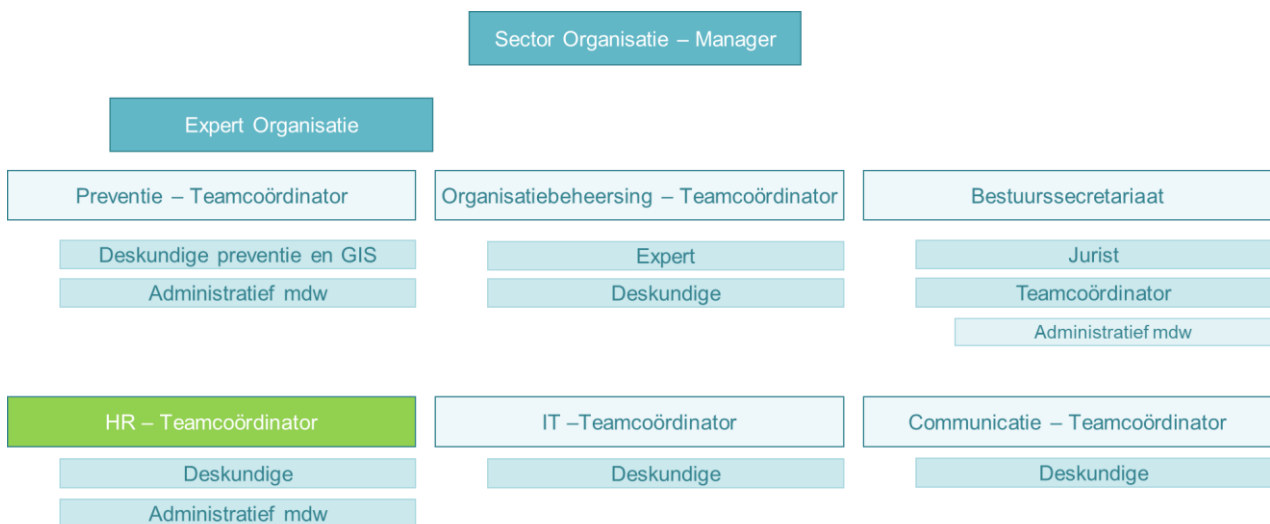 Sector Organisatie – Manager
Expert Organisatie
Preventie – Teamcoördinator
Deskundige preventie en GIS
Administratief mdw
Organisatiebeheersing – Teamcoördinator
Expert
Deskundige
Bestuurssecretariaat
Jurist
Teamcoördinator
Administratief mdw
HR – Teamcoördinator
Deskundige
Administratief mdw
IT –Teamcoördinator
Deskundige
Communicatie – Teamcoördinator
Deskundige